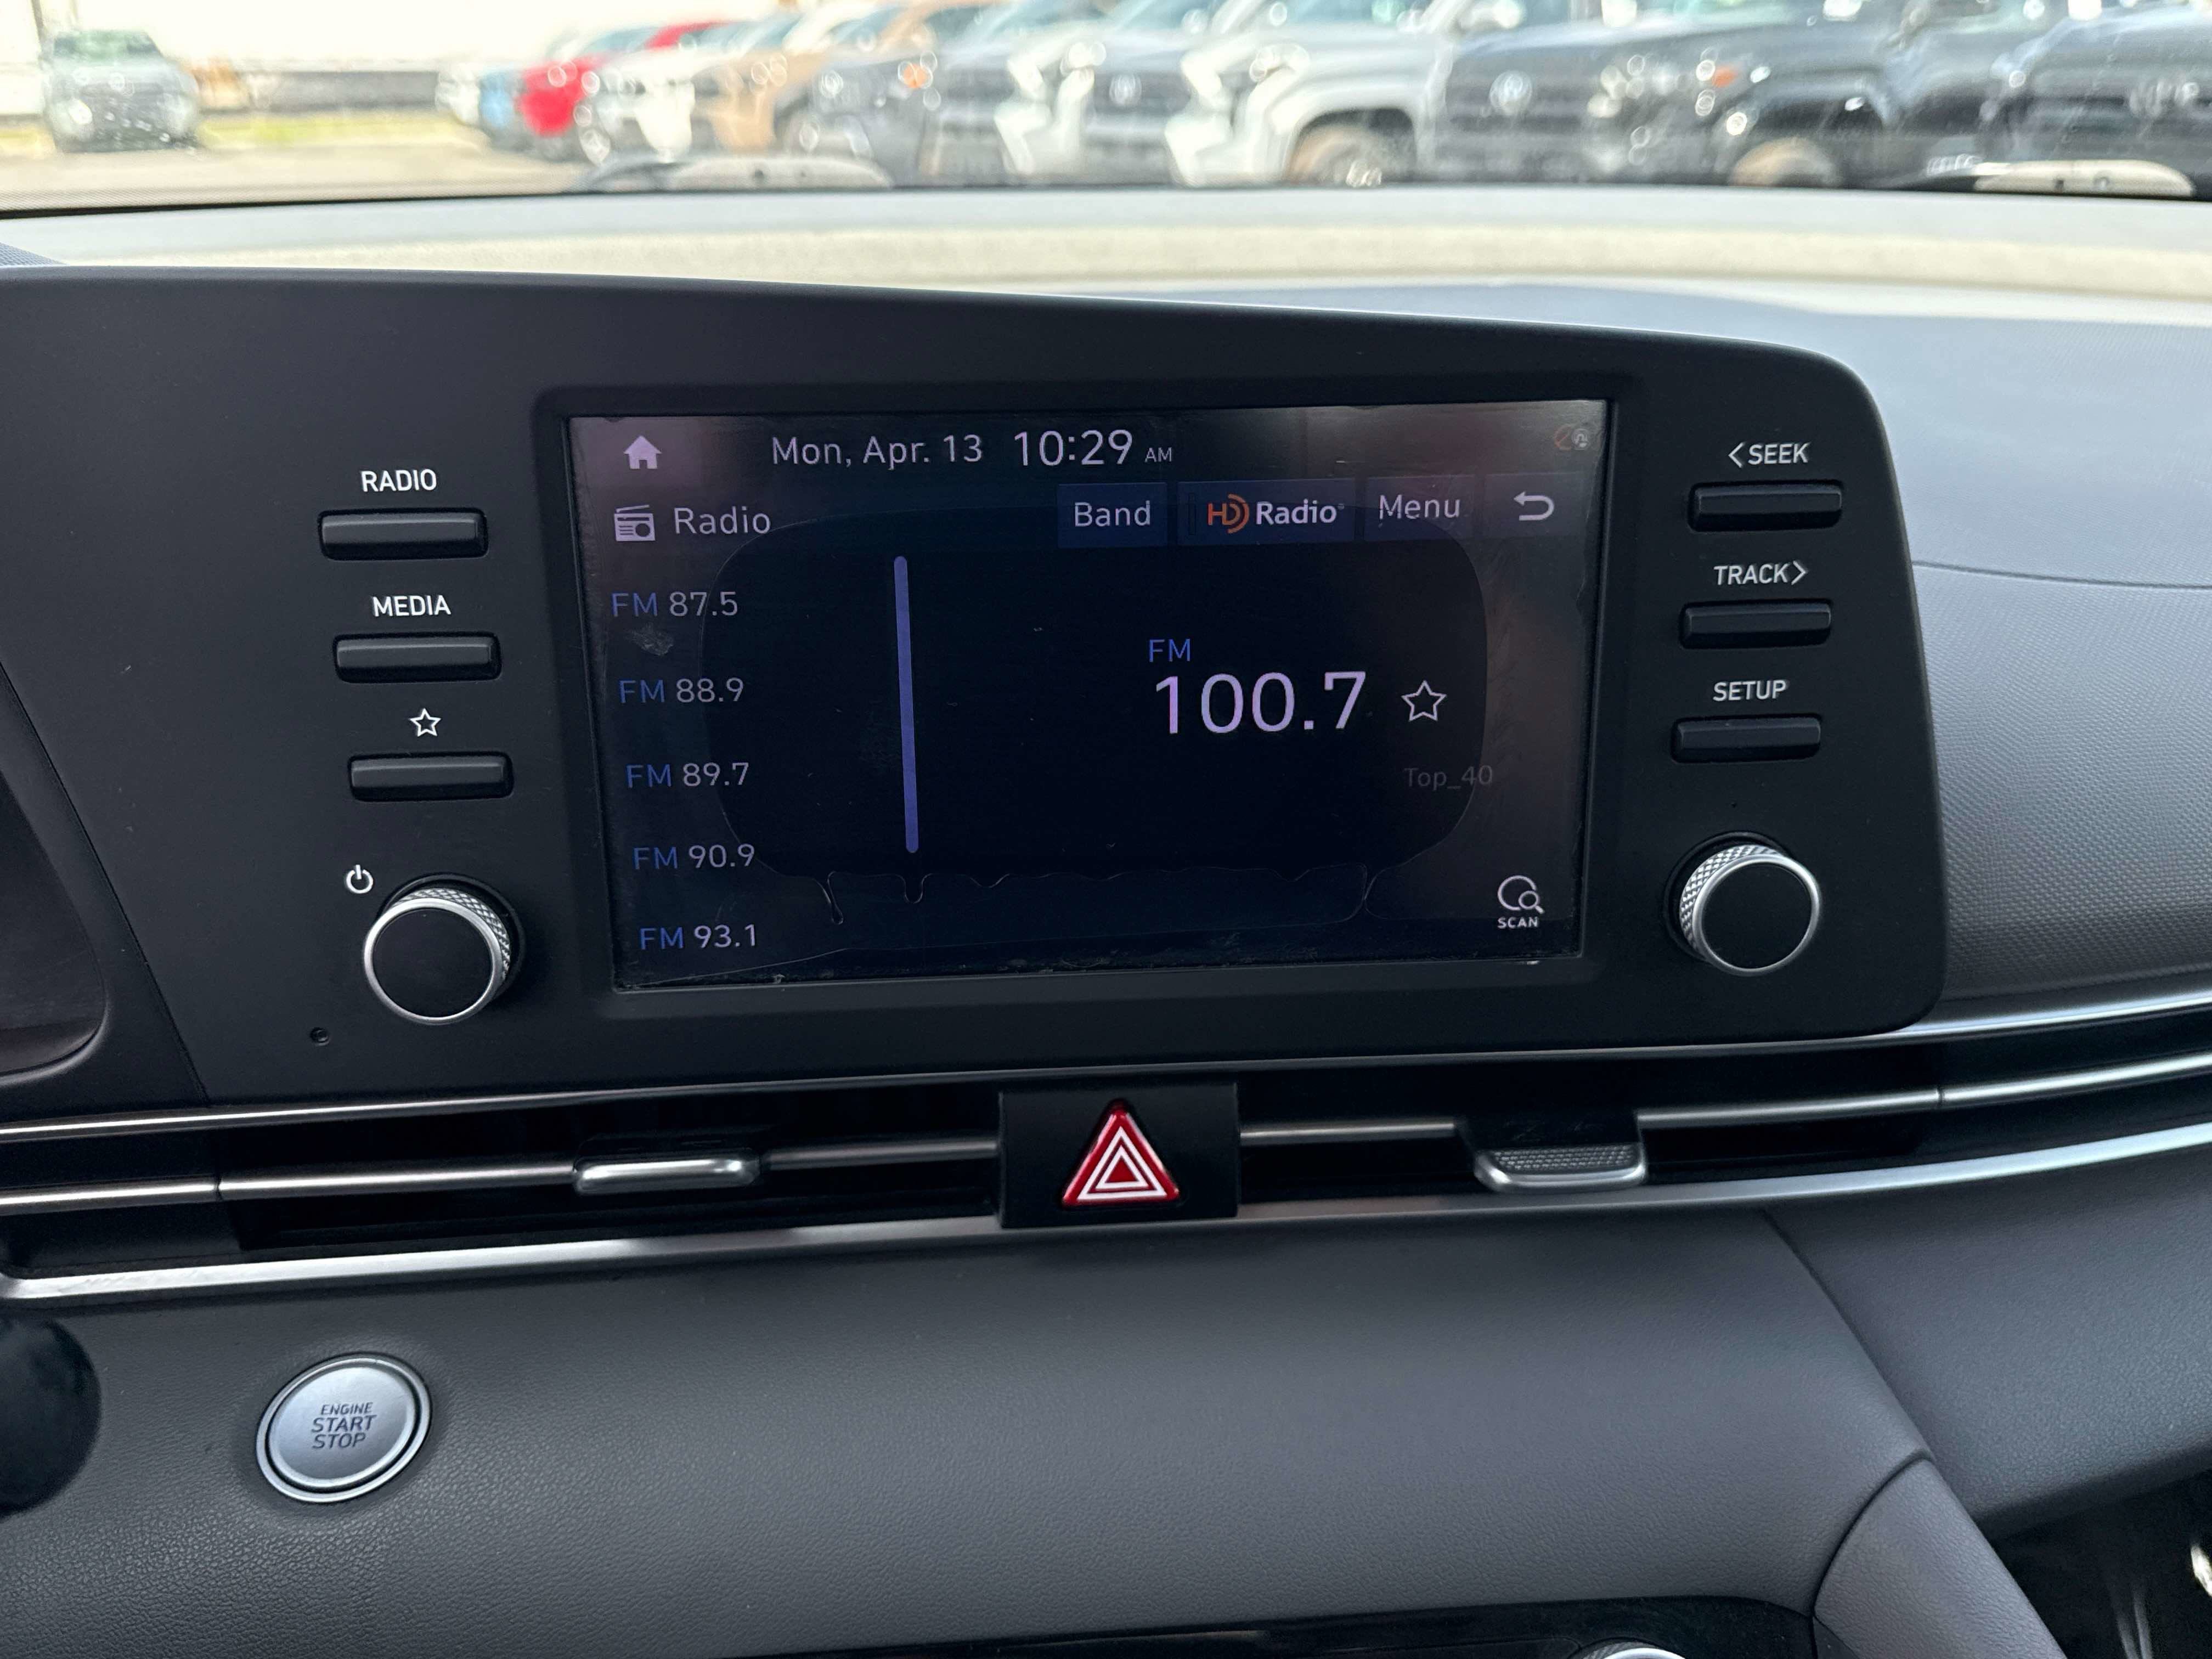 Mon, Apr. 13 10:29 AM
Radio
Band
HD Radio
Menu
RADIO
MEDIA
FM 87.5
FM 88.9
FM 89.7
FM 90.9
FM 93.1
FM
100.7
Top_40
SCAN
<SEEK
TRACK>
SETUP
ENGINE
START
STOP